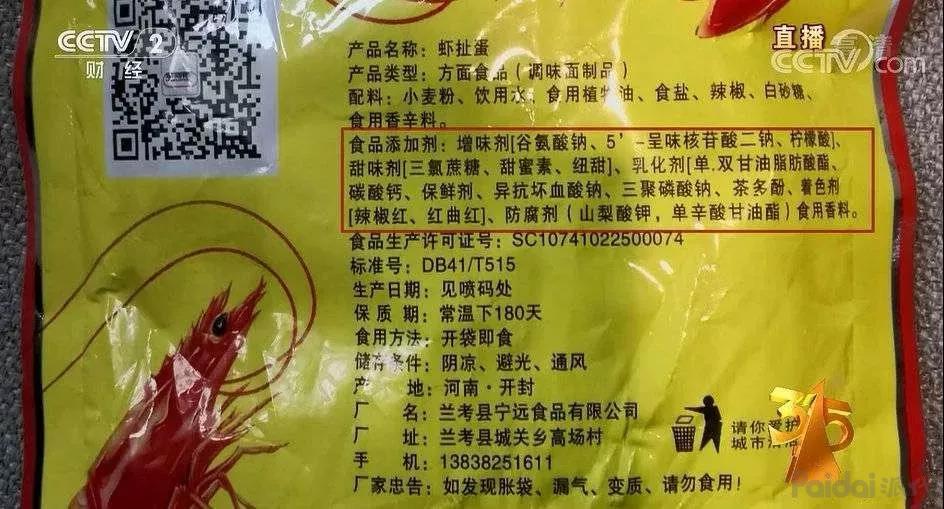 CCTV 2
财经
直播
高清
CCTV.com
产品名称：虾扯蛋
产品类型：方面食品（调味面制品）
配料：小麦粉、饮用水、食用植物油、食盐、辣椒、白砂糖、
食用香辛料。
食品添加剂：增味剂[谷氨酸钠、5’-呈味核苷酸二钠、柠檬酸]、
甜味剂[三氯蔗糖、甜蜜素、纽甜]、乳化剂[单.双甘油脂肪酸酯、
碳酸钙、保鲜剂、异抗坏血酸钠、三聚磷酸钠、茶多酚、着色剂
[辣椒红、红曲红]、防腐剂（山梨酸钾，单辛酸甘油酯）食用香料。
食品生产许可证号：SC10741022500074
标准号：DB41/T515
生产日期：见喷码处
保质期：常温下180天
食用方法：开袋即食
储存条件：阴凉、避光、通风
产地：河南·开封
厂名：兰考县宁远食品有限公司
厂址：兰考县城关乡高场村
手机：13838251611
厂家忠告：如发现胀袋、漏气、变质、请勿食用！
请你爱护
城市清洁
315
Paidai 派代